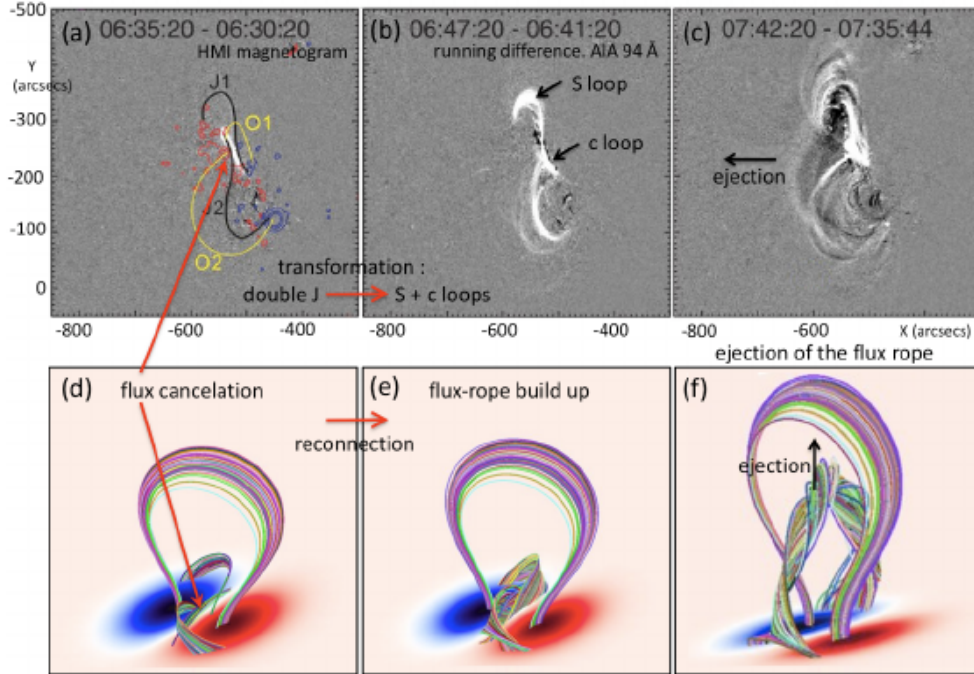 -500
(a) 06:35:20 - 06:30:20
HMI magnetogram
(b) 06:47:20 - 06:41:20
running difference. AIA 94 Å
(c) 07:42:20 - 07:35:44
Y
(arcsecs)
-300
-200
-100
0
J1
O1
J2
O2
S loop
c loop
ejection
transformation :
double J
S + c loops
-800
-600
-400
-800
-600
-400
-800
-600
X (arcsecs)
ejection of the flux rope
(d) flux cancelation
(e) flux-rope build up
(f)
reconnection
ejection